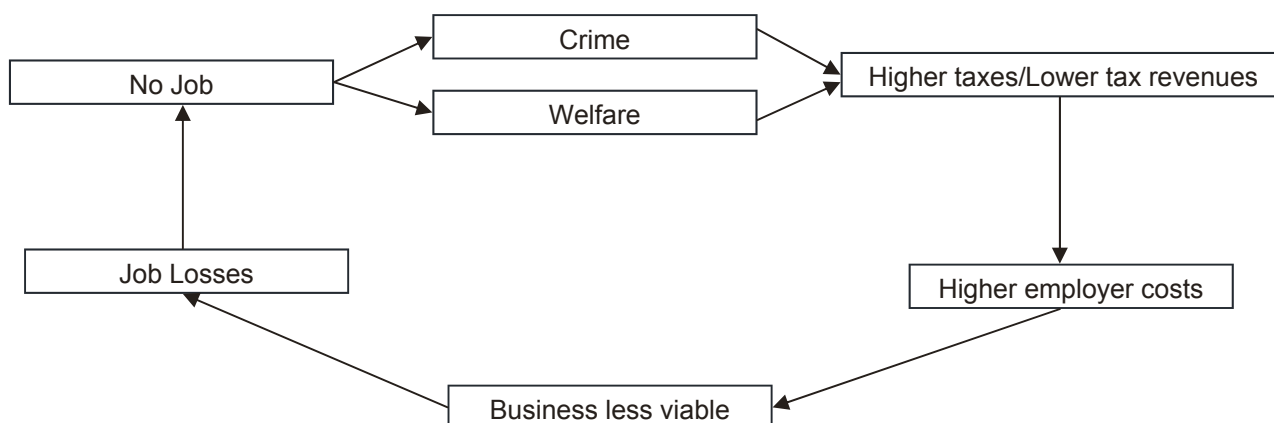 Crime
No Job
Higher taxes/Lower tax revenues
Welfare
Job Losses
Higher employer costs
Business less viable